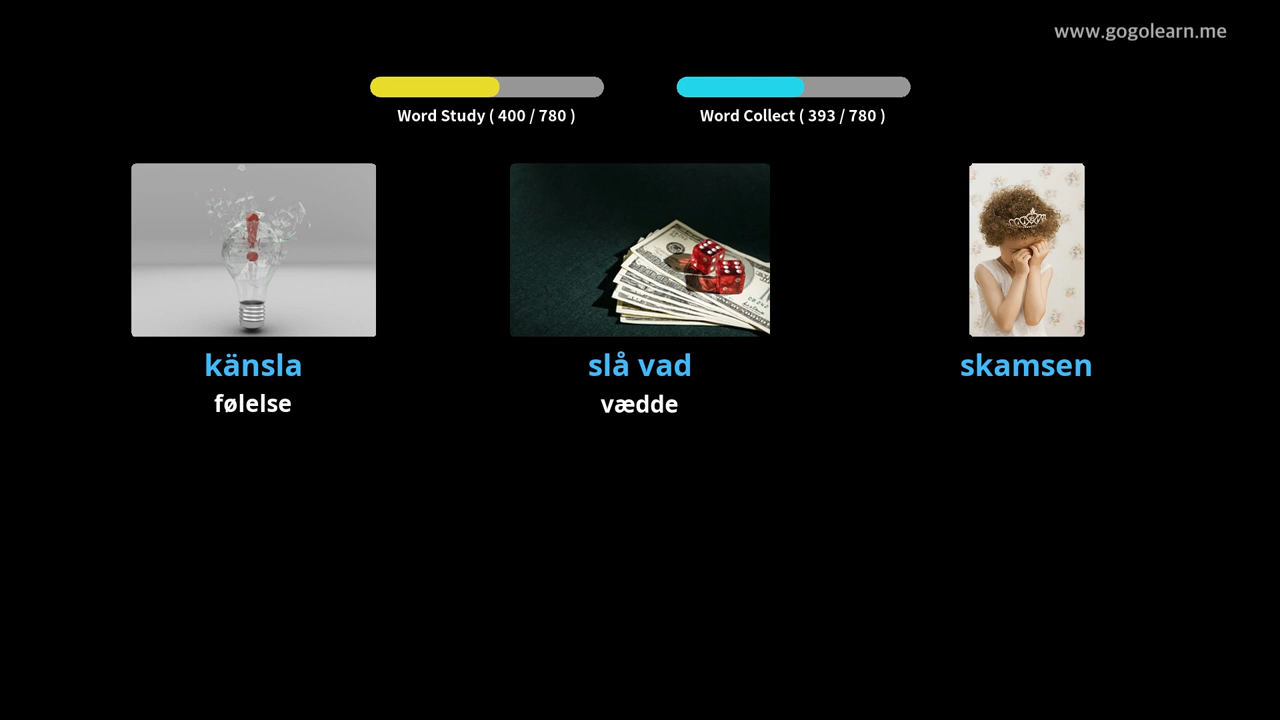 www.gogolearn.me
Word Study ( 400 / 780 )
Word Collect ( 393 / 780 )
känsla
slå vad
skamsen
følelse
vædde